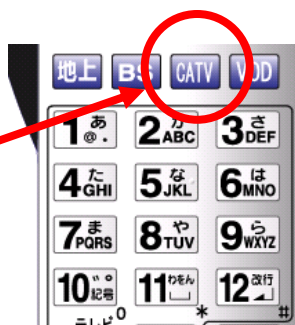 地上 BS CATV VOD
1 あ @. 2 か ABC 3 さ DEF
4 た GHI 5 な JKL 6 は MNO
7 ま PQRS 8 や TUV 9 ら WXYZ
10 ゛゜ 記号 11 わをん 12 改行
テレビ 0 * #